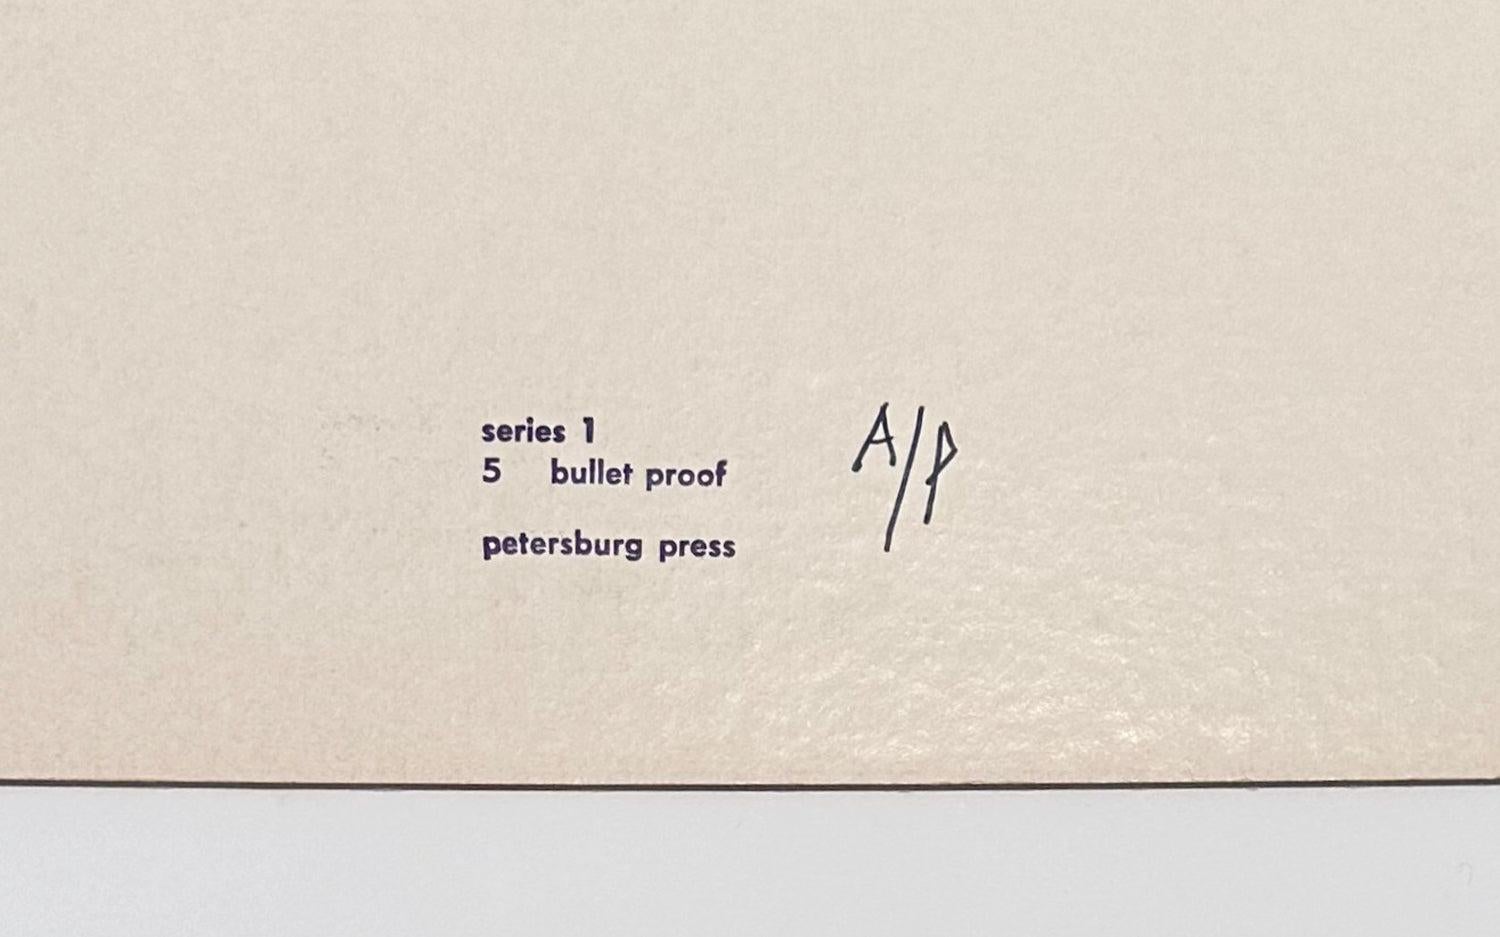 series 1
5 bullet proof
petersburg press
A/P